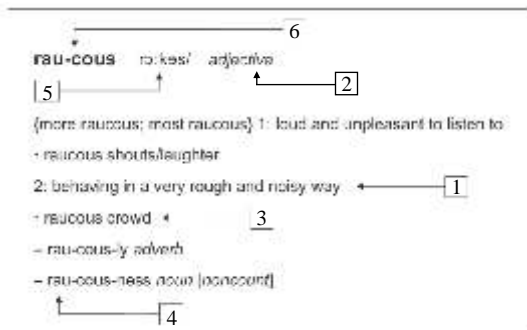 6
rau-cous rɔ:kəs/ adjective
2
5
{more raucous; most raucous} 1: loud and unpleasant to listen to
· raucous shouts/laughter
2: behaving in a very rough and noisy way 1
· raucous crowd 3
– rau-cous-ly adverb
– rau-cous-ness noun [noncount]
4